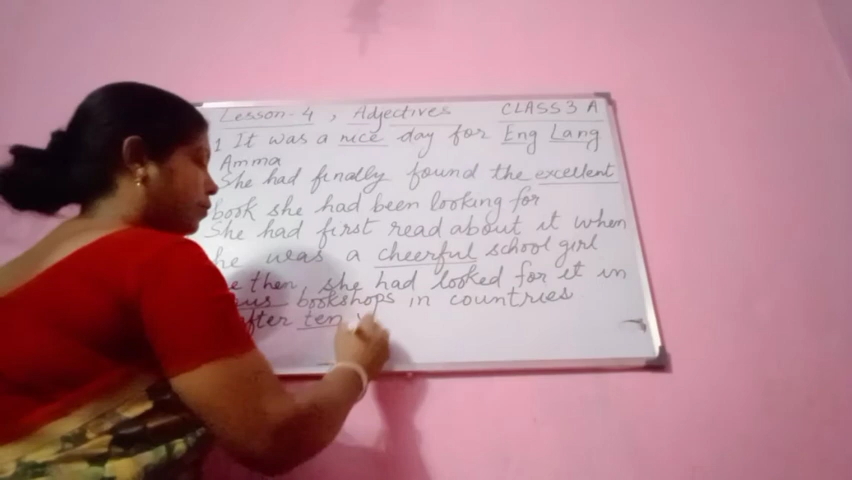 Lesson-4, Adjectives CLASS 3 A
1 It was a nice day for Eng Lang
Amma
She had finally found the excellent
book she had been looking for
She had first read about it when
he was a cheerful school girl
then, she had looked for it in
bookshops in countries
after ten